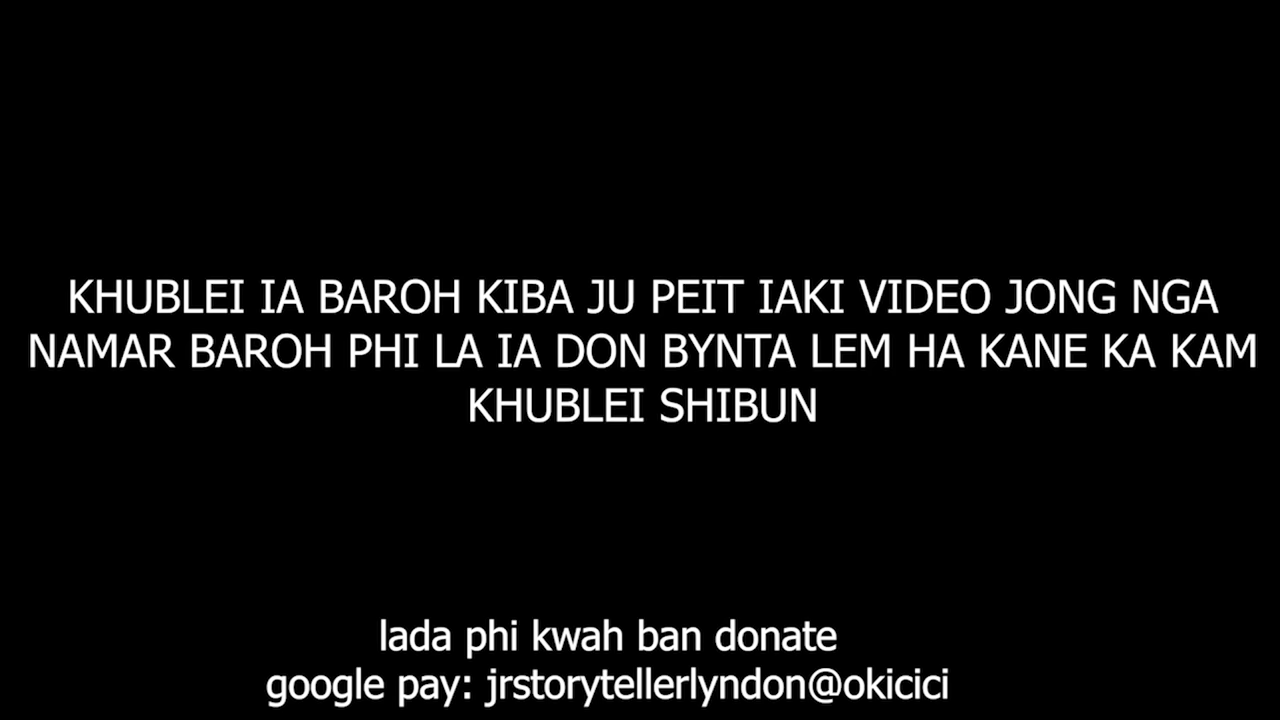 KHUBLEI IA BAROH KIBA JU PEIT IAKI VIDEO JONG NGA
NAMAR BAROH PHI LA IA DON BYNTA LEM HA KANE KA KAM
KHUBLEI SHIBUN
lada phi kwah ban donate
google pay: jrstorytellerlyndon@okicici